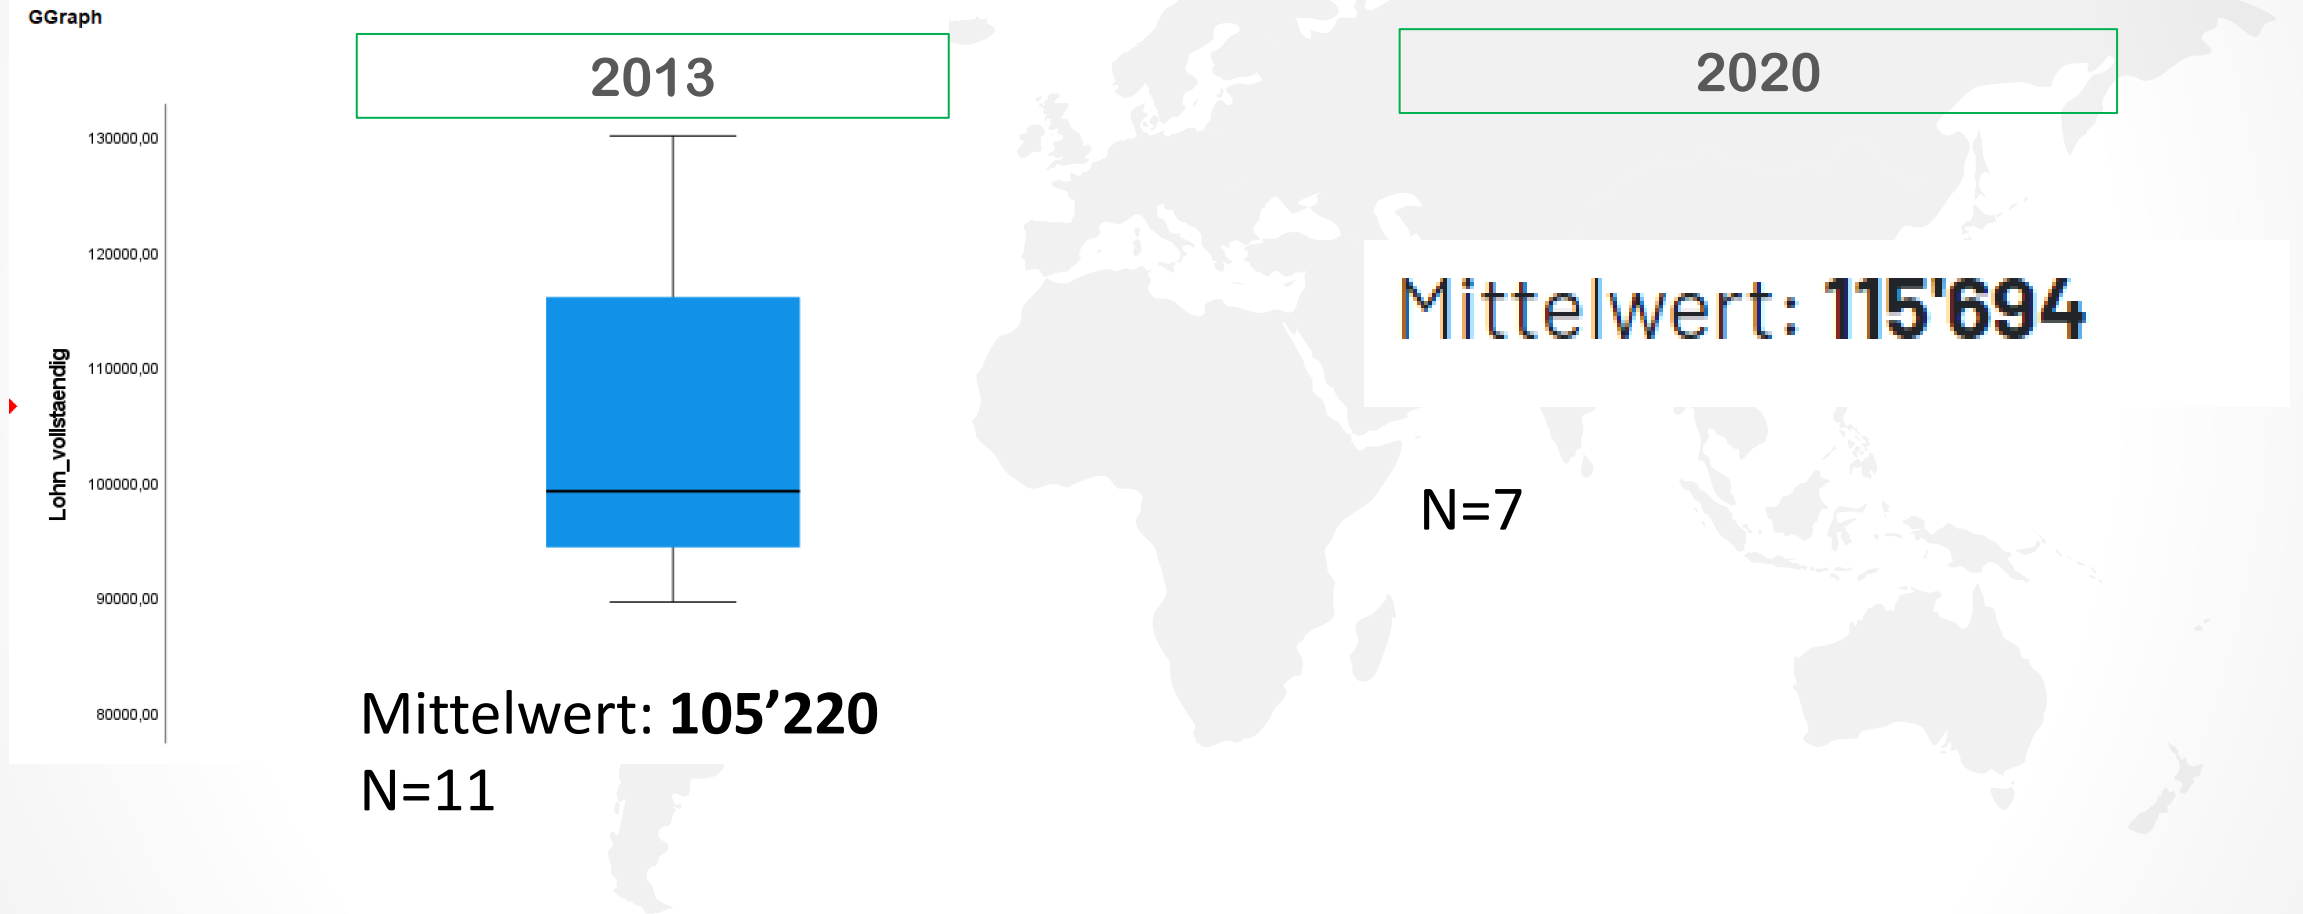 GGraph
2013
130000,00
120000,00
110000,00
100000,00
90000,00
80000,00
Lohn_vollstaendig
Mittelwert: 105’220
N=11
2020
Mittelwert: 115'694
N=7